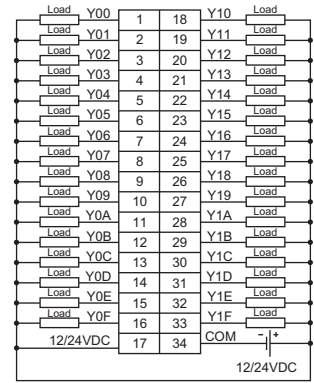 Load Y00 1 18 Y10 Load
Load Y01 2 19 Y11 Load
Load Y02 3 20 Y12 Load
Load Y03 4 21 Y13 Load
Load Y04 5 22 Y14 Load
Load Y05 6 23 Y15 Load
Load Y06 7 24 Y16 Load
Load Y07 8 25 Y17 Load
Load Y08 9 26 Y18 Load
Load Y09 10 27 Y19 Load
Load Y0A 11 28 Y1A Load
Load Y0B 12 29 Y1B Load
Load Y0C 13 30 Y1C Load
Load Y0D 14 31 Y1D Load
Load Y0E 15 32 Y1E Load
Load Y0F 16 33 Y1F Load
12/24VDC 17 34 COM - +
12/24VDC